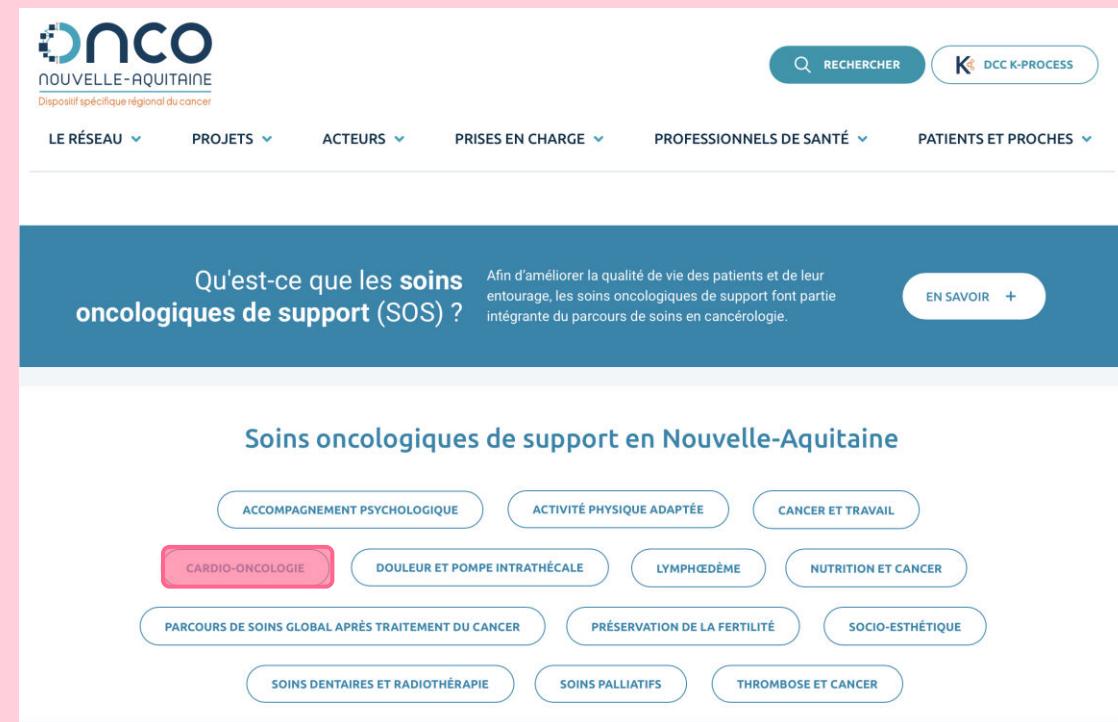 ONCO
NOUVELLE-AQUITAINE
Dispositif spécifique régional du cancer
RECHERCHER
DCC K-PROCESS
LE RÉSEAU
PROJETS
ACTEURS
PRISES EN CHARGE
PROFESSIONNELS DE SANTÉ
PATIENTS ET PROCHES
Qu'est-ce que les soins
oncologiques de support (SOS) ?
Afin d'améliorer la qualité de vie des patients et de leur
entourage, les soins oncologiques de support font partie
intégrante du parcours de soins en cancérologie.
EN SAVOIR +
Soins oncologiques de support en Nouvelle-Aquitaine
ACCOMPAGNEMENT PSYCHOLOGIQUE
ACTIVITÉ PHYSIQUE ADAPTÉE
CANCER ET TRAVAIL
CARDIO-ONCOLOGIE
DOULEUR ET POMPE INTRATHÉCALE
LYMPHŒDÈME
NUTRITION ET CANCER
PARCOURS DE SOINS GLOBAL APRÈS TRAITEMENT DU CANCER
PRÉSERVATION DE LA FERTILITÉ
SOCIO-ESTHÉTIQUE
SOINS DENTAIRES ET RADIOTHÉRAPIE
SOINS PALLIATIFS
THROMBOSE ET CANCER